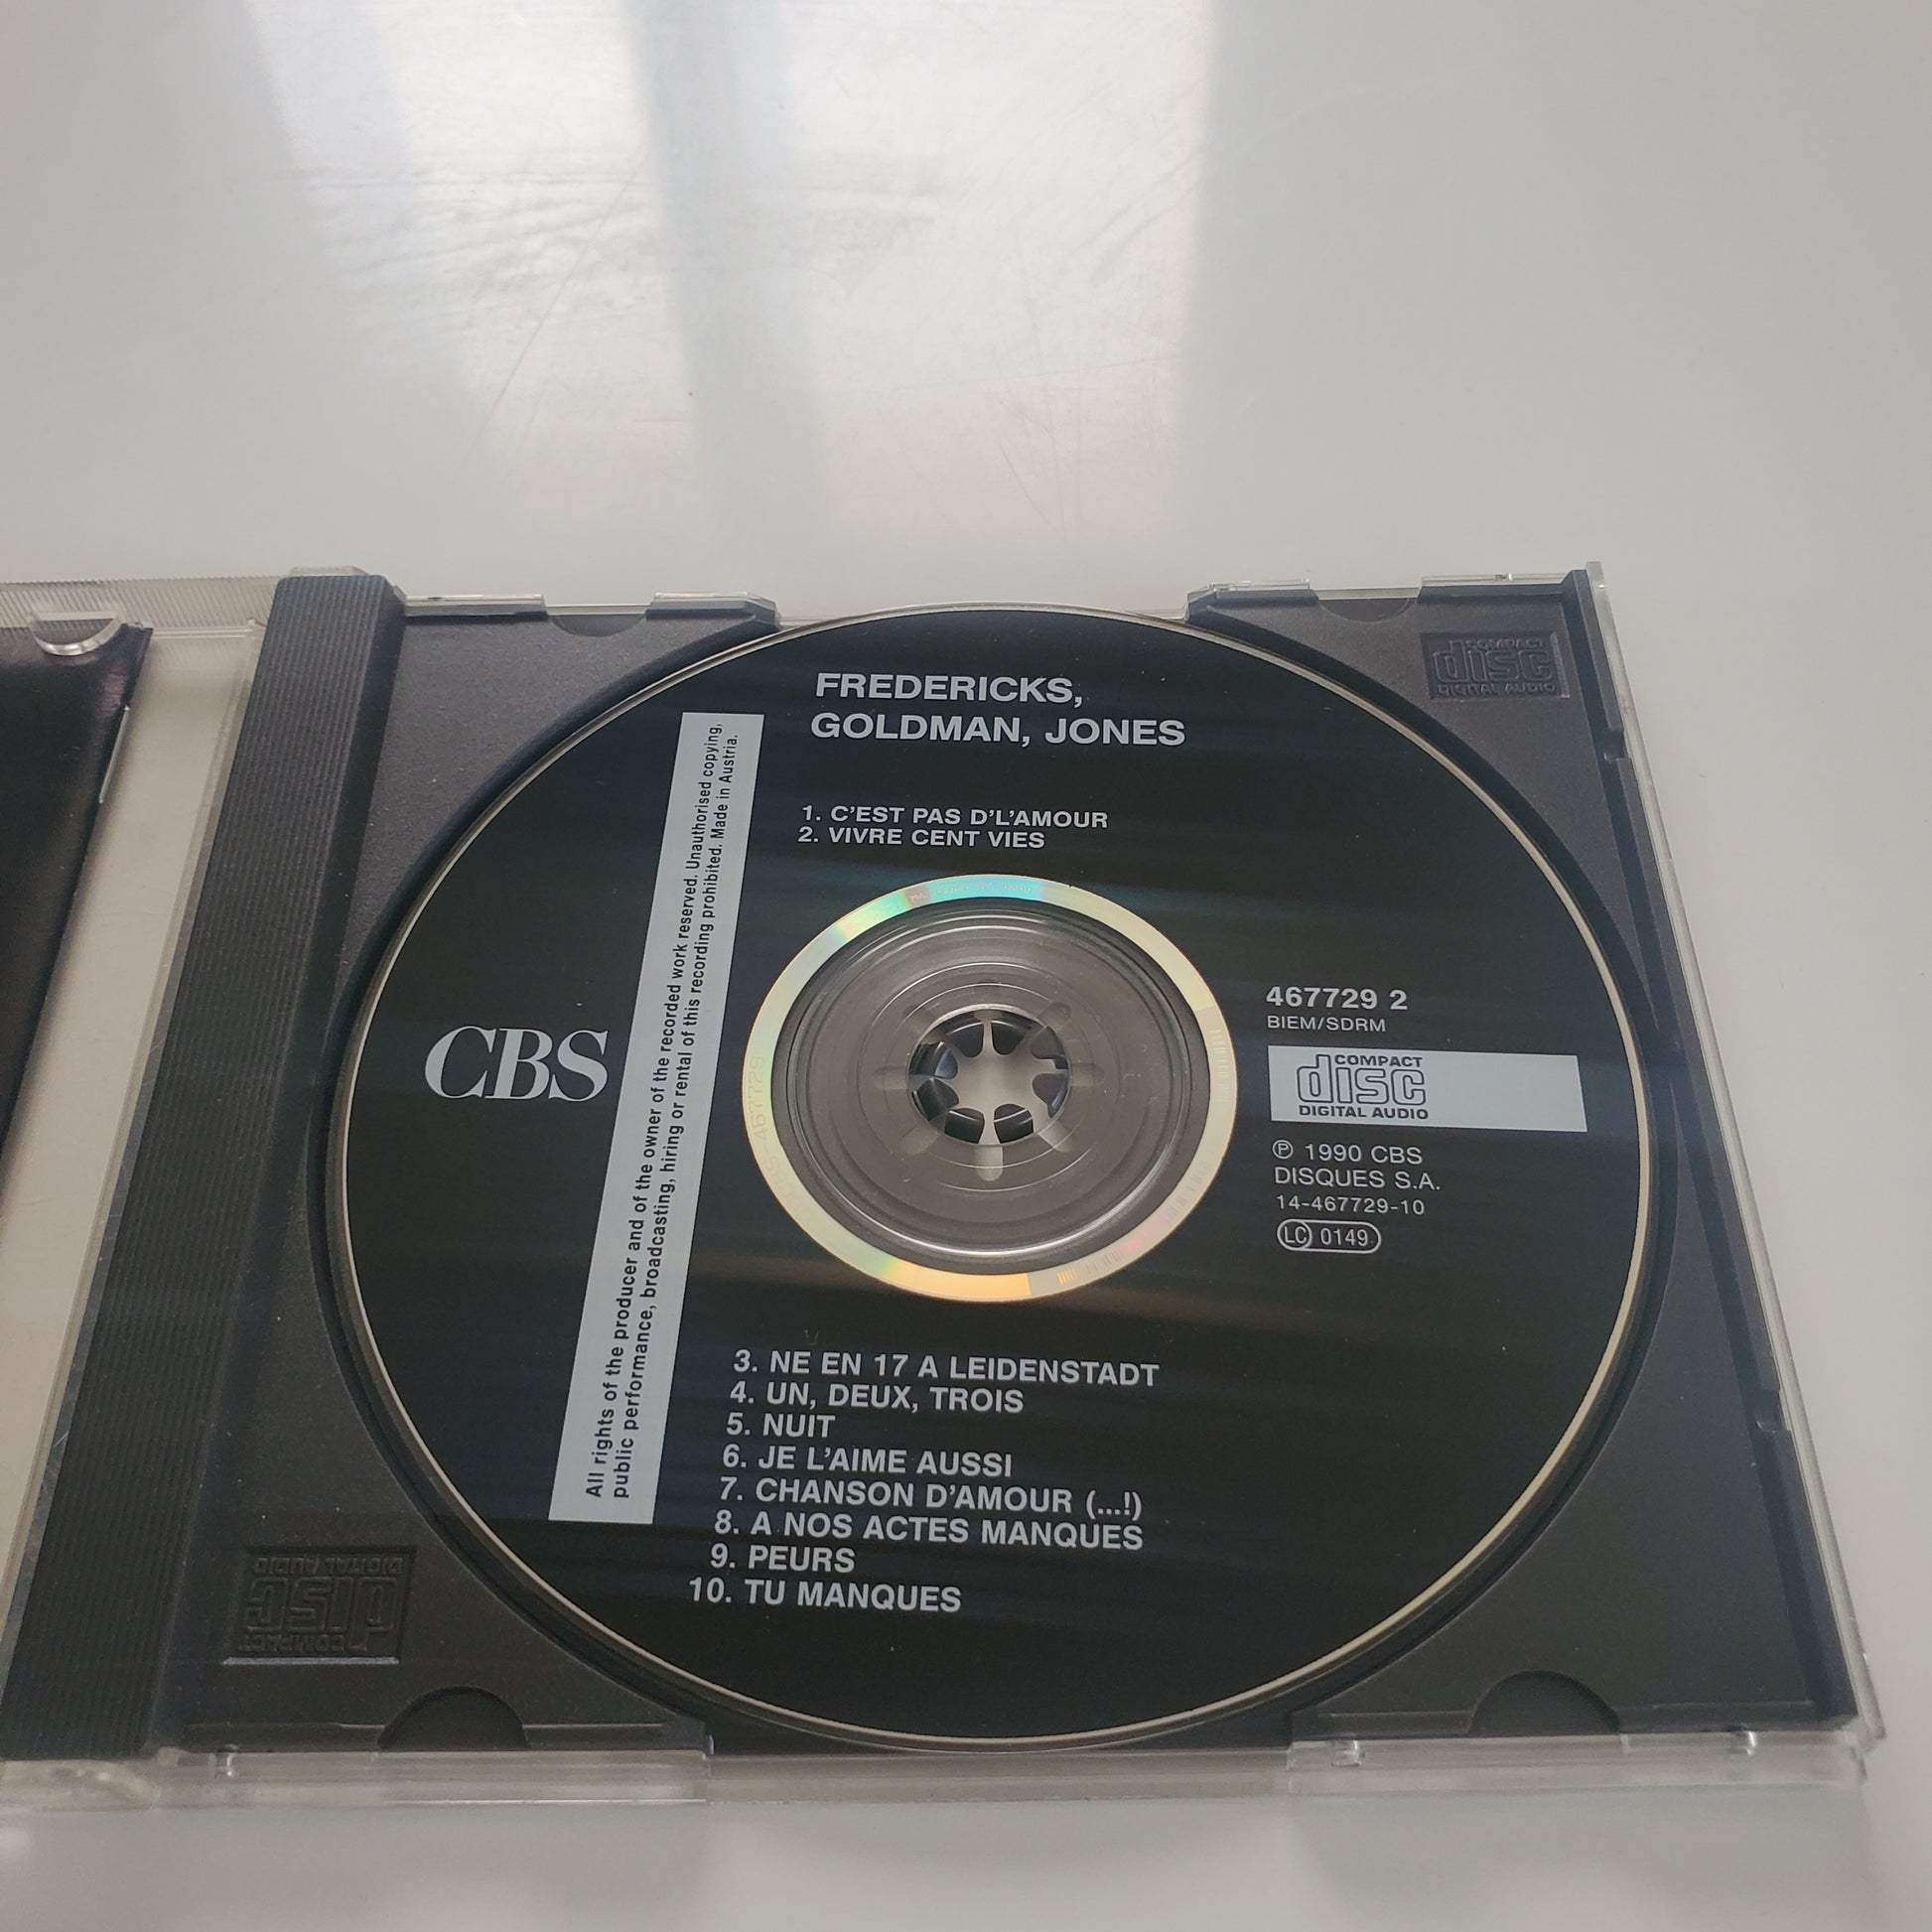 FREDERICKS,
GOLDMAN, JONES
1. C'EST PAS D'L'AMOUR
2. VIVRE CENT VIES
CBS
All rights of the producer and of the owner of the recorded work reserved. Unauthorised copying,
public performance, broadcasting, hiring or rental of this recording prohibited. Made in Austria.
467729 2
BIEM/SDRM
COMPACT
disc
DIGITAL AUDIO
℗ 1990 CBS
DISQUES S.A.
14-467729-10
LC 0149
3. NE EN 17 A LEIDENSTADT
4. UN, DEUX, TROIS
5. NUIT
6. JE L'AIME AUSSI
7. CHANSON D'AMOUR (...!)
8. A NOS ACTES MANQUES
9. PEURS
10. TU MANQUES
COMPACT
disc
DIGITAL AUDIO
COMPACT
disc
DIGITAL AUDIO
467729